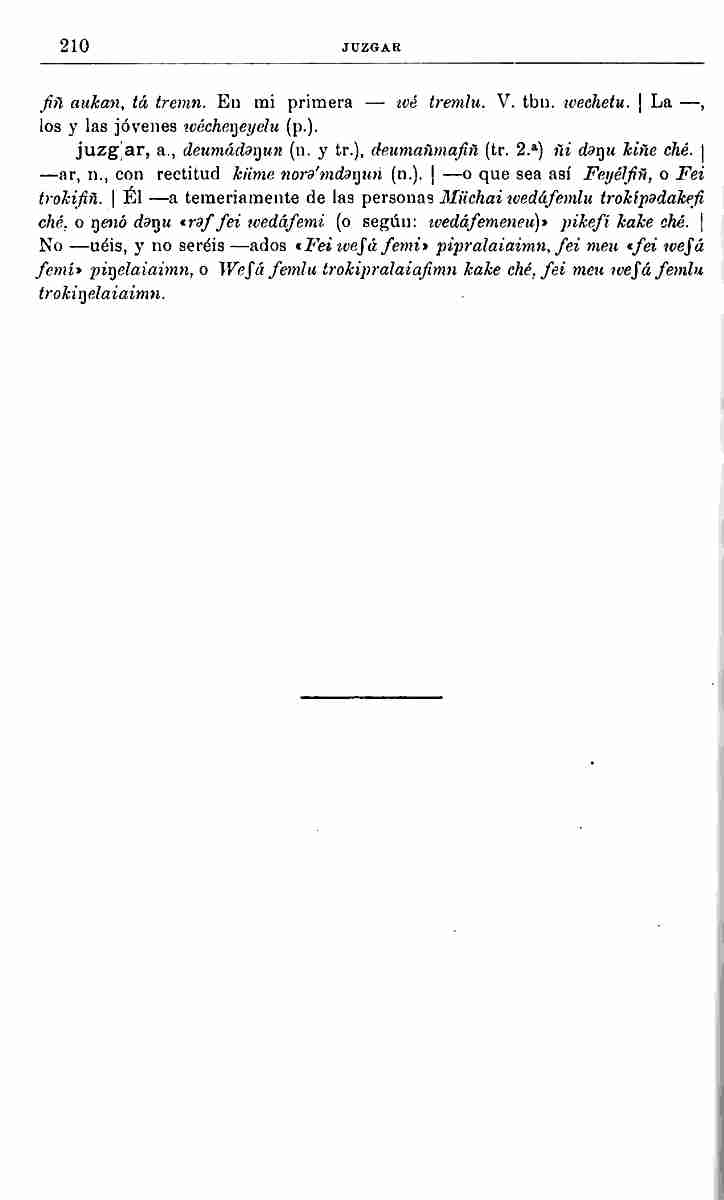 210 JUZGAR
fiñ aukan, tá tremn. En mi primera — wé tremlu. V. tbn. wechetu. | La —,
los y las jóvenes wécheŋeyelu (p.).
juzg¦ar, a., deumádəŋun (n. y tr.), deumañmafiñ (tr. 2.ª) ñi dəŋu kiñe ché. |
—ar, n., con rectitud küme norə'mdəŋun (n.). | —o que sea así Feyélfiñ, o Fei
trokifiñ. | Él —a temeriamente de las personas Müchai wedáfemlu trokípədakefi
ché, o ŋenó dəŋu «rəf fei wedáfemi (o según: wedáfemeneu)» pikefi kake ché. |
No —uéis, y no seréis —ados «Fei weʃá femi» pipralaiaimn, fei meu «fei weʃá
femí» piŋelaiaimn, o Weʃá femlu trokipralaiafimn kake ché, fei meu weʃá femlu
trokiŋelaiaimn.